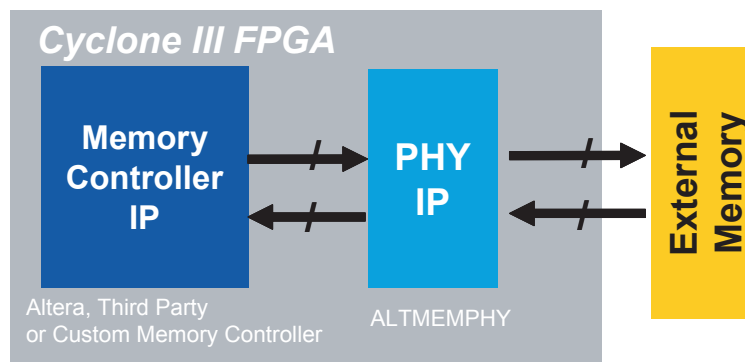 Cyclone III FPGA
Memory
Controller
IP
PHY
IP
External
Memory
Altera, Third Party
or Custom Memory Controller
ALTMEMPHY